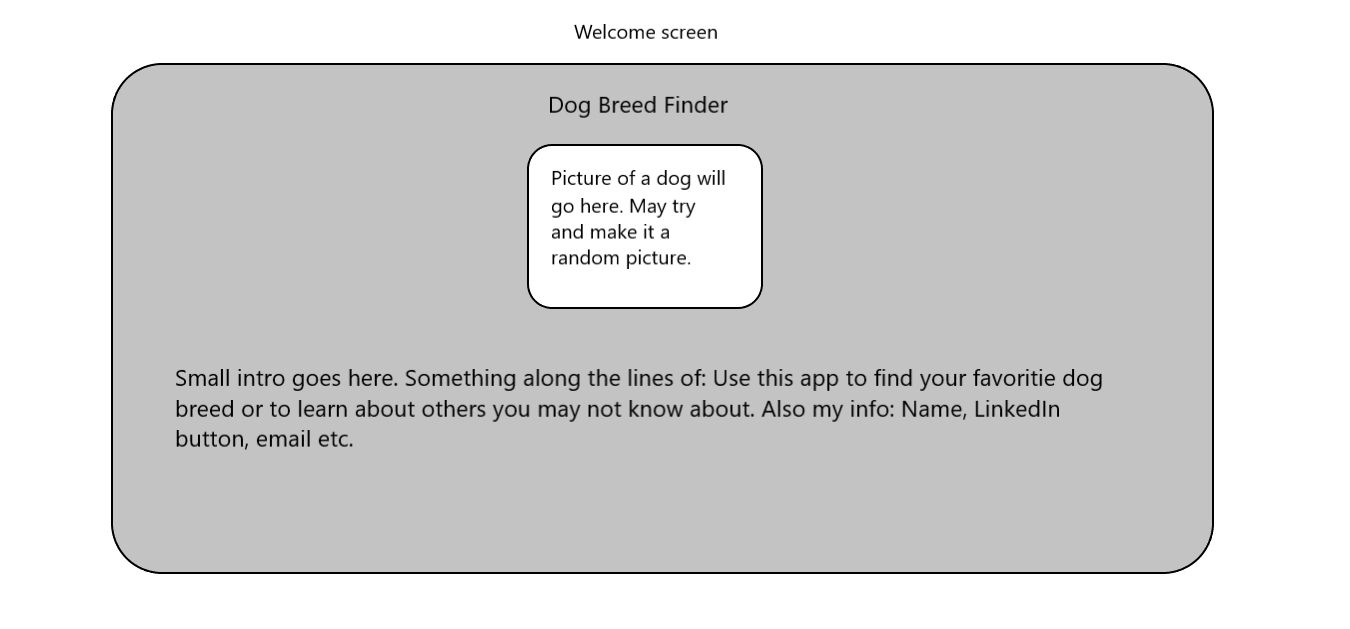 Welcome screen
Dog Breed Finder
Picture of a dog will
go here. May try
and make it a
random picture.
Small intro goes here. Something along the lines of: Use this app to find your favoritie dog
breed or to learn about others you may not know about. Also my info: Name, LinkedIn
button, email etc.